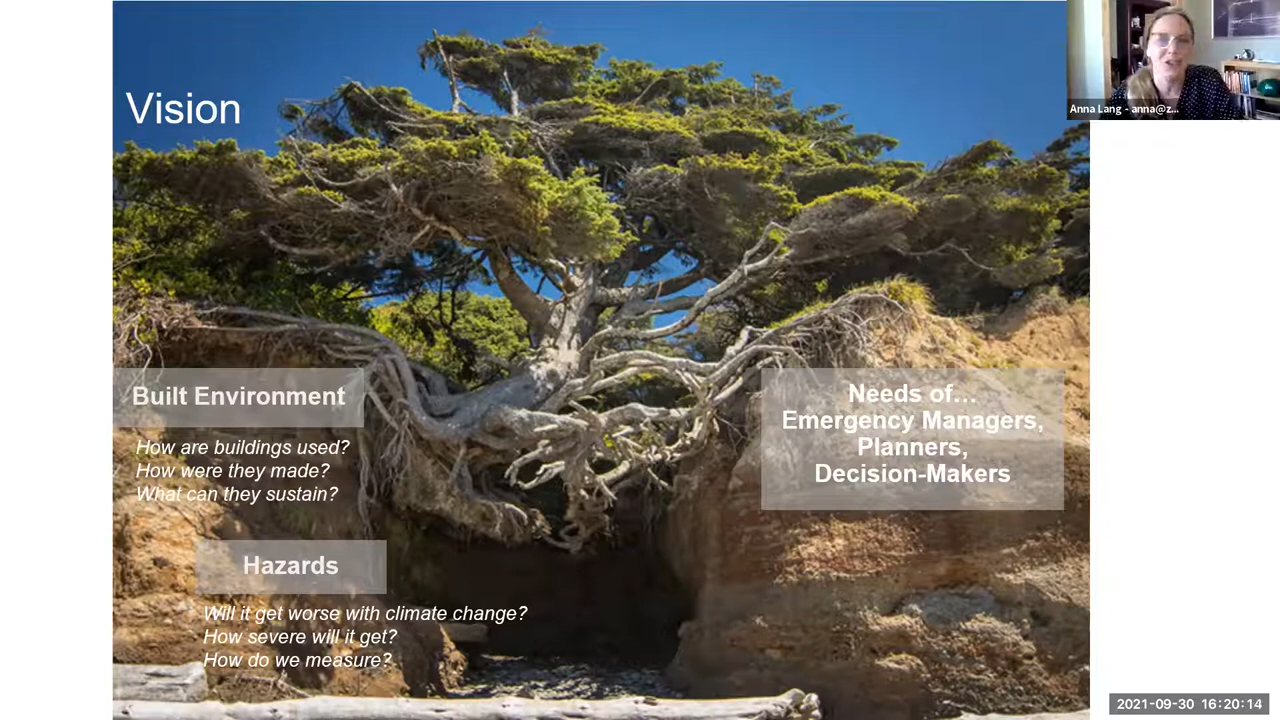 Vision
Anna Lang - anna@z...
Built Environment
How are buildings used?
How were they made?
What can they sustain?
Hazards
Will it get worse with climate change?
How severe will it get?
How do we measure?
Needs of...
Emergency Managers,
Planners,
Decision-Makers
2021-09-30 16:20:14